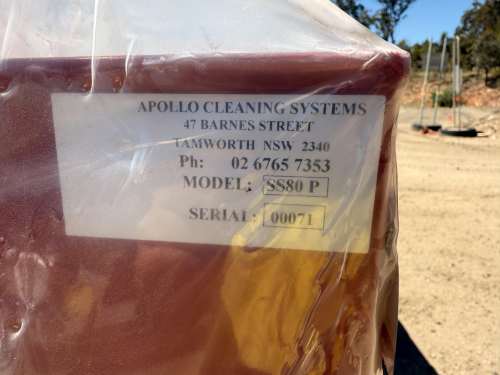 APOLLO CLEANING SYSTEMS
47 BARNES STREET
TAMWORTH NSW 2340
Ph: 02 6765 7353
MODEL; SS80 P
SERIAL; 00071